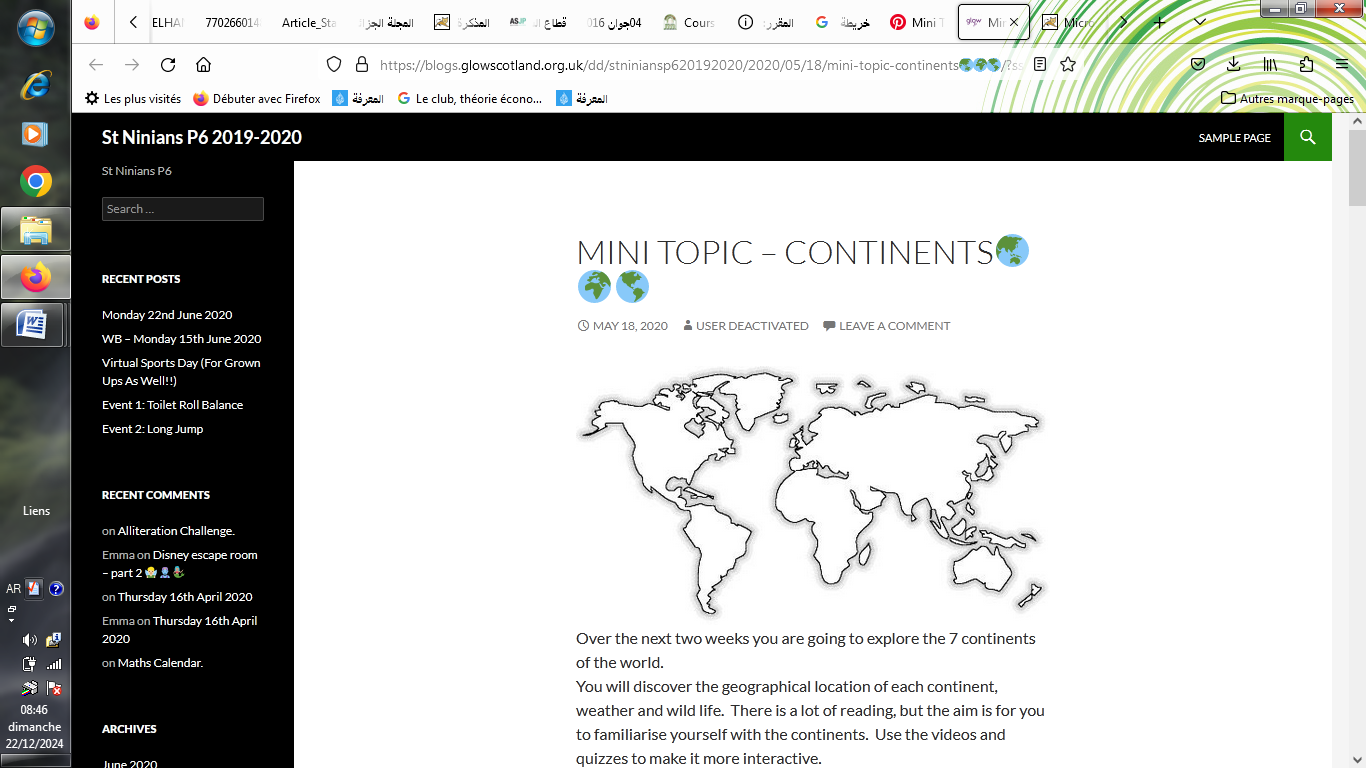 ELHA
770266014
Article_Sta
المجلة الجزا
المذكرة
ASJP
قطاع ال
04جوان 016
Cours
المقرر:
خريطة
Mini T
glow
Mi
Micro
https://blogs.glowscotland.org.uk/dd/stniniansp620192020/2020/05/18/mini-topic-continents🌏🌍🌎/?ss
Les plus visités
Débuter avec Firefox
المعرفة
Le club, théorie écono...
المعرفة
Autres marque-pages
St Ninians P6 2019-2020
SAMPLE PAGE
St Ninians P6
Search ...
RECENT POSTS
Monday 22nd June 2020
WB – Monday 15th June 2020
Virtual Sports Day (For Grown
Ups As Well!!)
Event 1: Toilet Roll Balance
Event 2: Long Jump
RECENT COMMENTS
on Alliteration Challenge.
Emma on Disney escape room
– part 2
on Thursday 16th April 2020
Emma on Thursday 16th April
2020
on Maths Calendar.
ARCHIVES
June 2020
MINI TOPIC – CONTINENTS🌏
🌍🌎
MAY 18, 2020
USER DEACTIVATED
LEAVE A COMMENT
Over the next two weeks you are going to explore the 7 continents
of the world.
You will discover the geographical location of each continent,
weather and wild life. There is a lot of reading, but the aim is for you
to familiarise yourself with the continents. Use the videos and
quizzes to make it more interactive.
Liens
AR
08:46
dimanche
22/12/2024